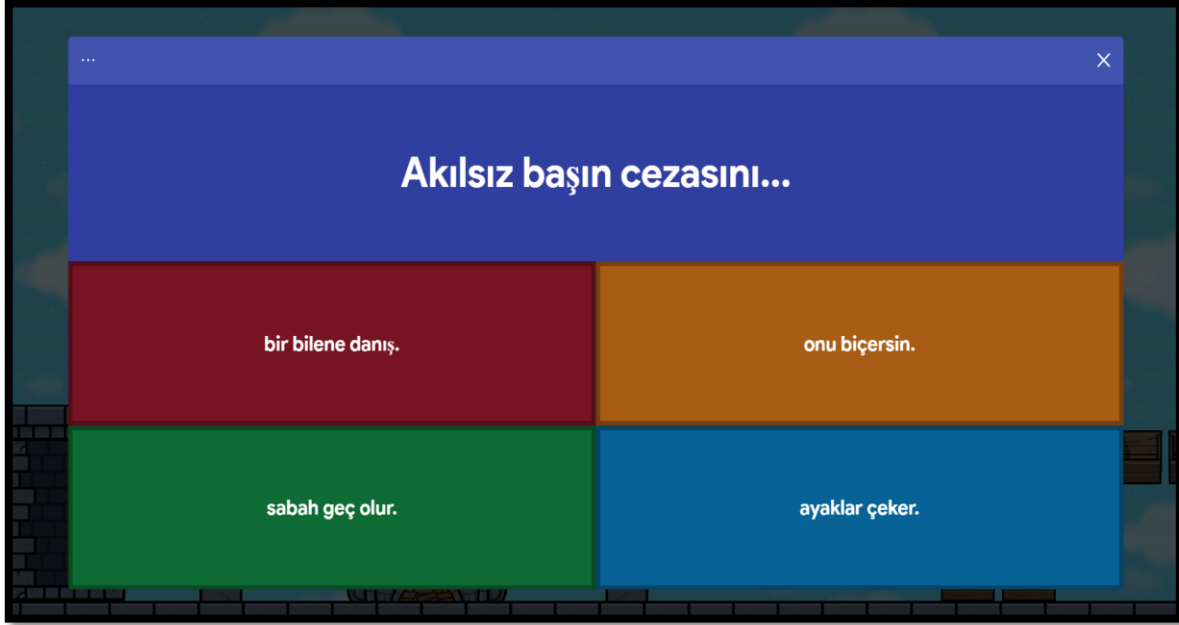 ...
Akılsız başın cezasını...
bir bilene danış.
onu biçersin.
sabah geç olur.
ayaklar çeker.